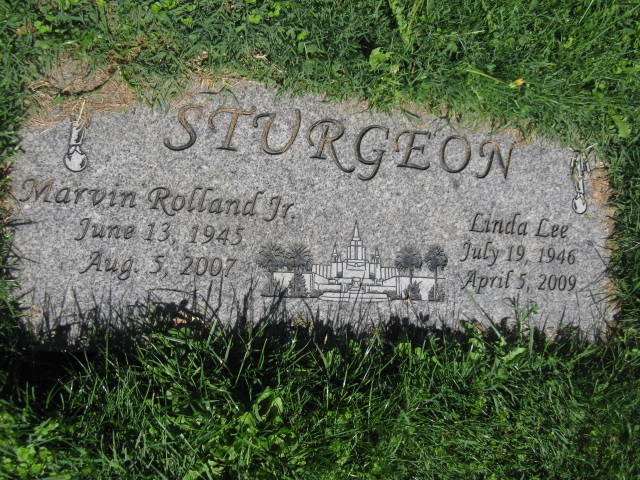 STURGEON
Marvin Rolland Jr.
June 13, 1945
Aug. 5, 2007
Linda Lee
July 19, 1946
April 5, 2009